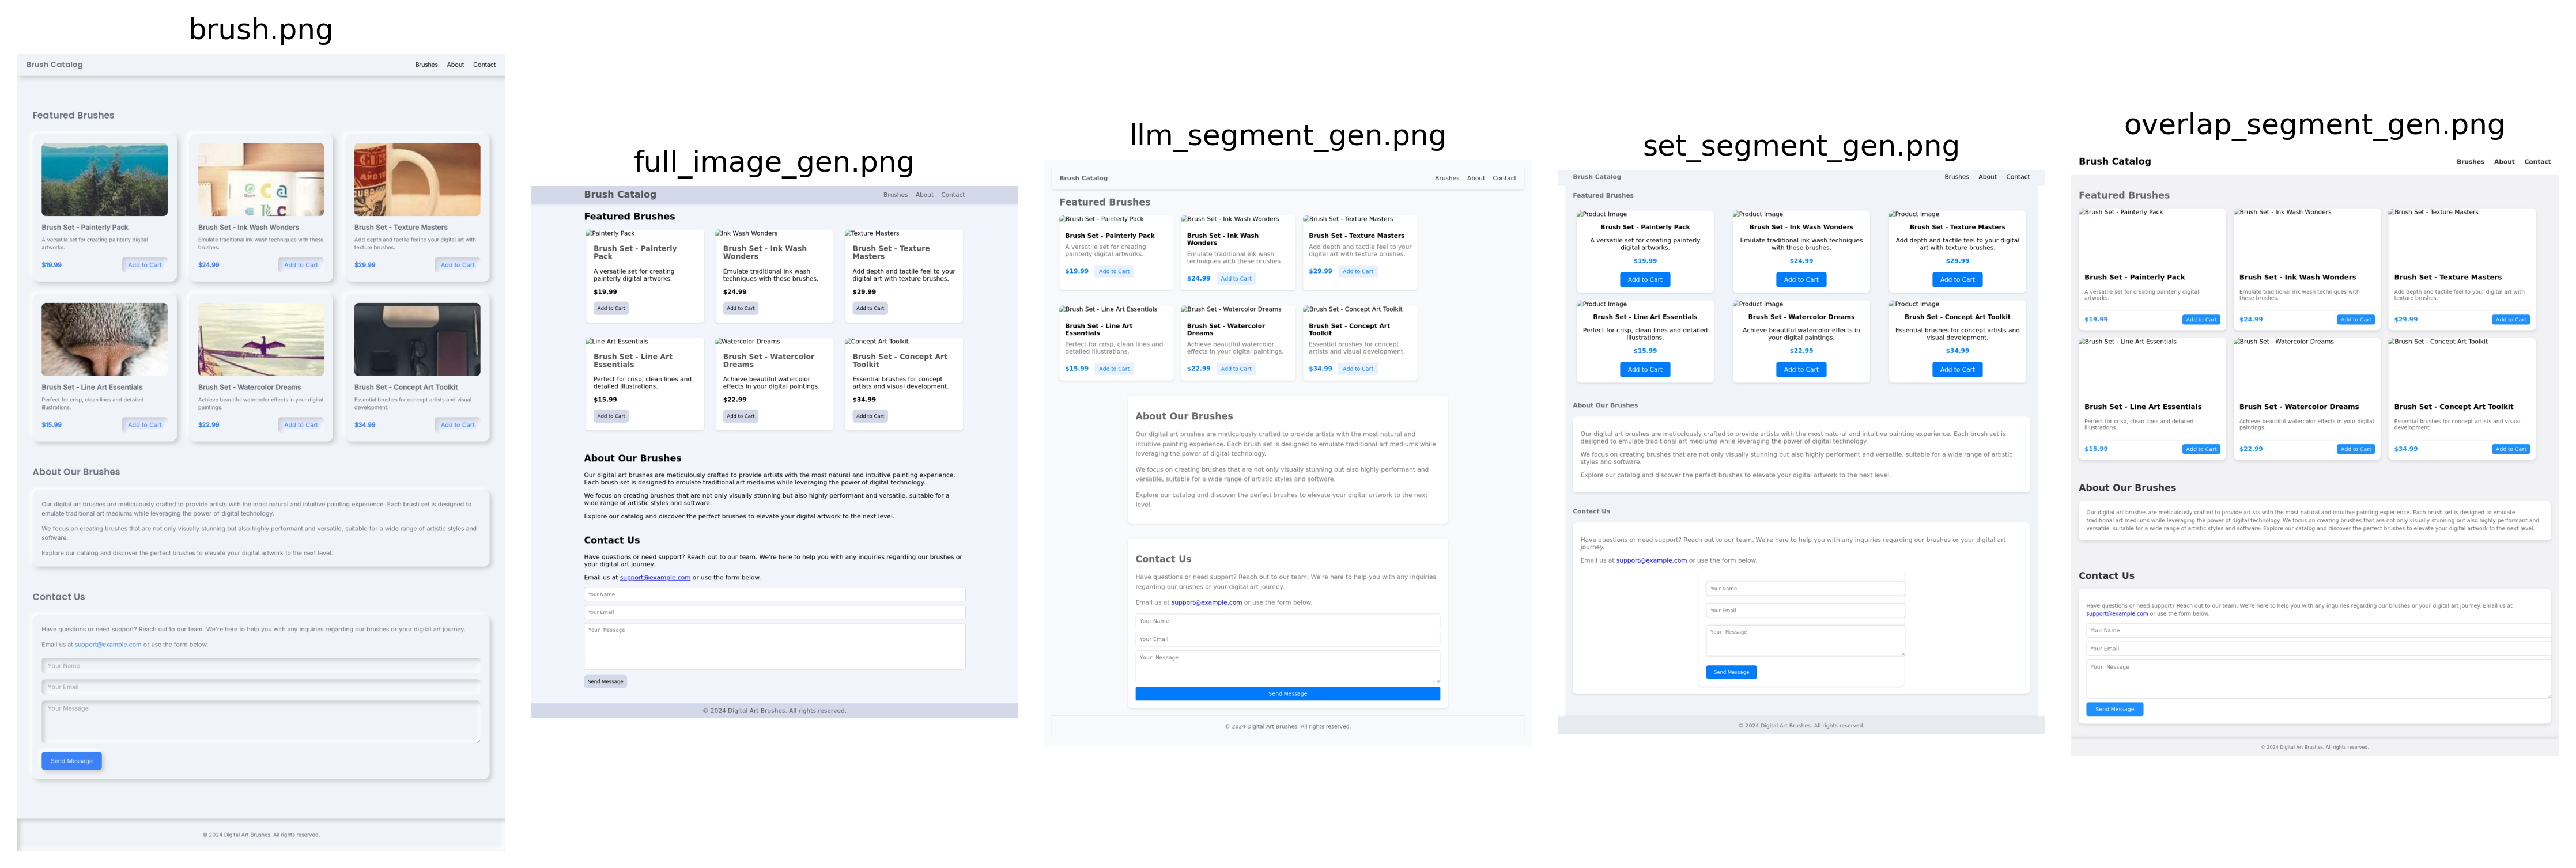 brush.png
Brush Catalog
Brushes About Contact
Featured Brushes
Brush Set - Painterly Pack
A versatile set for creating painterly digital
artworks.
$19.99 Add to Cart
Brush Set - Ink Wash Wonders
Emulate traditional ink wash techniques with these
brushes.
$24.99 Add to Cart
Brush Set - Texture Masters
Add depth and tactile feel to your digital art with
texture brushes.
$29.99 Add to Cart
Brush Set - Line Art Essentials
Perfect for crisp, clean lines and detailed
illustrations.
$15.99 Add to Cart
Brush Set - Watercolor Dreams
Achieve beautiful watercolor effects in your digital
paintings.
$22.99 Add to Cart
Brush Set - Concept Art Toolkit
Essential brushes for concept artists and visual
development.
$34.99 Add to Cart
About Our Brushes
Our digital art brushes are meticulously crafted to provide artists with the most natural and intuitive painting experience. Each brush set is designed to
emulate traditional art mediums while leveraging the power of digital technology.
We focus on creating brushes that are not only visually stunning but also highly performant and versatile, suitable for a wide range of artistic styles and
software.
Explore our catalog and discover the perfect brushes to elevate your digital artwork to the next level.
Contact Us
Have questions or need support? Reach out to our team. We're here to help you with any inquiries regarding our brushes or your digital art journey.
Email us at support@example.com or use the form below.
Your Name
Your Email
Your Message
Send Message
© 2024 Digital Art Brushes. All rights reserved.
full_image_gen.png
Brush Catalog
Brushes About Contact
Featured Brushes
Painterly Pack
Brush Set - Painterly
Pack
A versatile set for creating
painterly digital artworks.
$19.99
Add to Cart
Ink Wash Wonders
Brush Set - Ink Wash
Wonders
Emulate traditional ink wash
techniques with these brushes.
$24.99
Add to Cart
Texture Masters
Brush Set - Texture
Masters
Add depth and tactile feel to your
digital art with texture brushes.
$29.99
Add to Cart
Line Art Essentials
Brush Set - Line Art
Essentials
Perfect for crisp, clean lines and
detailed illustrations.
$15.99
Add to Cart
Watercolor Dreams
Brush Set - Watercolor
Dreams
Achieve beautiful watercolor
effects in your digital paintings.
$22.99
Add to Cart
Concept Art Toolkit
Brush Set - Concept Art
Toolkit
Essential brushes for concept
artists and visual development.
$34.99
Add to Cart
About Our Brushes
Our digital art brushes are meticulously crafted to provide artists with the most natural and intuitive painting experience.
Each brush set is designed to emulate traditional art mediums while leveraging the power of digital technology.
We focus on creating brushes that are not only visually stunning but also highly performant and versatile, suitable for a
wide range of artistic styles and software.
Explore our catalog and discover the perfect brushes to elevate your digital artwork to the next level.
Contact Us
Have questions or need support? Reach out to our team. We're here to help you with any inquiries regarding our brushes or
your digital art journey.
Email us at support@example.com or use the form below.
Your Name
Your Email
Your Message
Send Message
© 2024 Digital Art Brushes. All rights reserved.
llm_segment_gen.png
Brush Catalog
Brushes About Contact
Featured Brushes
Brush Set - Painterly Pack
Brush Set - Painterly Pack
A versatile set for creating
painterly digital artworks.
$19.99 Add to Cart
Brush Set - Ink Wash Wonders
Brush Set - Ink Wash
Wonders
Emulate traditional ink wash
techniques with these brushes.
$24.99 Add to Cart
Brush Set - Texture Masters
Brush Set - Texture Masters
Add depth and tactile feel to your
digital art with texture brushes.
$29.99 Add to Cart
Brush Set - Line Art Essentials
Brush Set - Line Art
Essentials
Perfect for crisp, clean lines and
detailed illustrations.
$15.99 Add to Cart
Brush Set - Watercolor Dreams
Brush Set - Watercolor
Dreams
Achieve beautiful watercolor
effects in your digital paintings.
$22.99 Add to Cart
Brush Set - Concept Art Toolkit
Brush Set - Concept Art
Toolkit
Essential brushes for concept
artists and visual development.
$34.99 Add to Cart
About Our Brushes
Our digital art brushes are meticulously crafted to provide artists with the most natural and
intuitive painting experience. Each brush set is designed to emulate traditional art mediums while
leveraging the power of digital technology.
We focus on creating brushes that are not only visually stunning but also highly performant and
versatile, suitable for a wide range of artistic styles and software.
Explore our catalog and discover the perfect brushes to elevate your digital artwork to the next
level.
Contact Us
Have questions or need support? Reach out to our team. We're here to help you with any inquiries
regarding our brushes or your digital art journey.
Email us at support@example.com or use the form below.
Your Name
Your Email
Your Message
Send Message
© 2024 Digital Art Brushes. All rights reserved.
set_segment_gen.png
Brush Catalog
Brushes About Contact
Featured Brushes
Product Image
Brush Set - Painterly Pack
A versatile set for creating painterly
digital artworks.
$19.99
Add to Cart
Product Image
Brush Set - Ink Wash Wonders
Emulate traditional ink wash techniques
with these brushes.
$24.99
Add to Cart
Product Image
Brush Set - Texture Masters
Add depth and tactile feel to your digital
art with texture brushes.
$29.99
Add to Cart
Product Image
Brush Set - Line Art Essentials
Perfect for crisp, clean lines and detailed
illustrations.
$15.99
Add to Cart
Product Image
Brush Set - Watercolor Dreams
Achieve beautiful watercolor effects in
your digital paintings.
$22.99
Add to Cart
Product Image
Brush Set - Concept Art Toolkit
Essential brushes for concept artists and
visual development.
$34.99
Add to Cart
About Our Brushes
Our digital art brushes are meticulously crafted to provide artists with the most natural and intuitive painting experience. Each brush set is
designed to emulate traditional art mediums while leveraging the power of digital technology.
We focus on creating brushes that are not only visually stunning but also highly performant and versatile, suitable for a wide range of artistic
styles and software.
Explore our catalog and discover the perfect brushes to elevate your digital artwork to the next level.
Contact Us
Have questions or need support? Reach out to our team. We're here to help you with any inquiries regarding our brushes or your digital art
journey.
Email us at support@example.com or use the form below.
Your Name
Your Email
Your Message
Send Message
© 2024 Digital Art Brushes. All rights reserved.
overlap_segment_gen.png
Brush Catalog
Brushes About Contact
Featured Brushes
Brush Set - Painterly Pack
Brush Set - Painterly Pack
A versatile set for creating painterly digital
artworks.
$19.99 Add to Cart
Brush Set - Ink Wash Wonders
Brush Set - Ink Wash Wonders
Emulate traditional ink wash techniques with
these brushes.
$24.99 Add to Cart
Brush Set - Texture Masters
Brush Set - Texture Masters
Add depth and tactile feel to your digital art with
texture brushes.
$29.99 Add to Cart
Brush Set - Line Art Essentials
Brush Set - Line Art Essentials
Perfect for crisp, clean lines and detailed
illustrations.
$15.99 Add to Cart
Brush Set - Watercolor Dreams
Brush Set - Watercolor Dreams
Achieve beautiful watercolor effects in your digital
paintings.
$22.99 Add to Cart
Brush Set - Concept Art Toolkit
Brush Set - Concept Art Toolkit
Essential brushes for concept artists and visual
development.
$34.99 Add to Cart
About Our Brushes
Our digital art brushes are meticulously crafted to provide artists with the most natural and intuitive painting experience. Each brush set is designed to emulate
traditional art mediums while leveraging the power of digital technology. We focus on creating brushes that are not only visually stunning but also highly performant and
versatile, suitable for a wide range of artistic styles and software. Explore our catalog and discover the perfect brushes to elevate your digital artwork to the next level.
Contact Us
Have questions or need support? Reach out to our team. We're here to help you with any inquiries regarding our brushes or your digital art journey. Email us at
support@example.com or use the form below.
Your Name
Your Email
Your Message
Send Message
© 2024 Digital Art Brushes. All rights reserved.